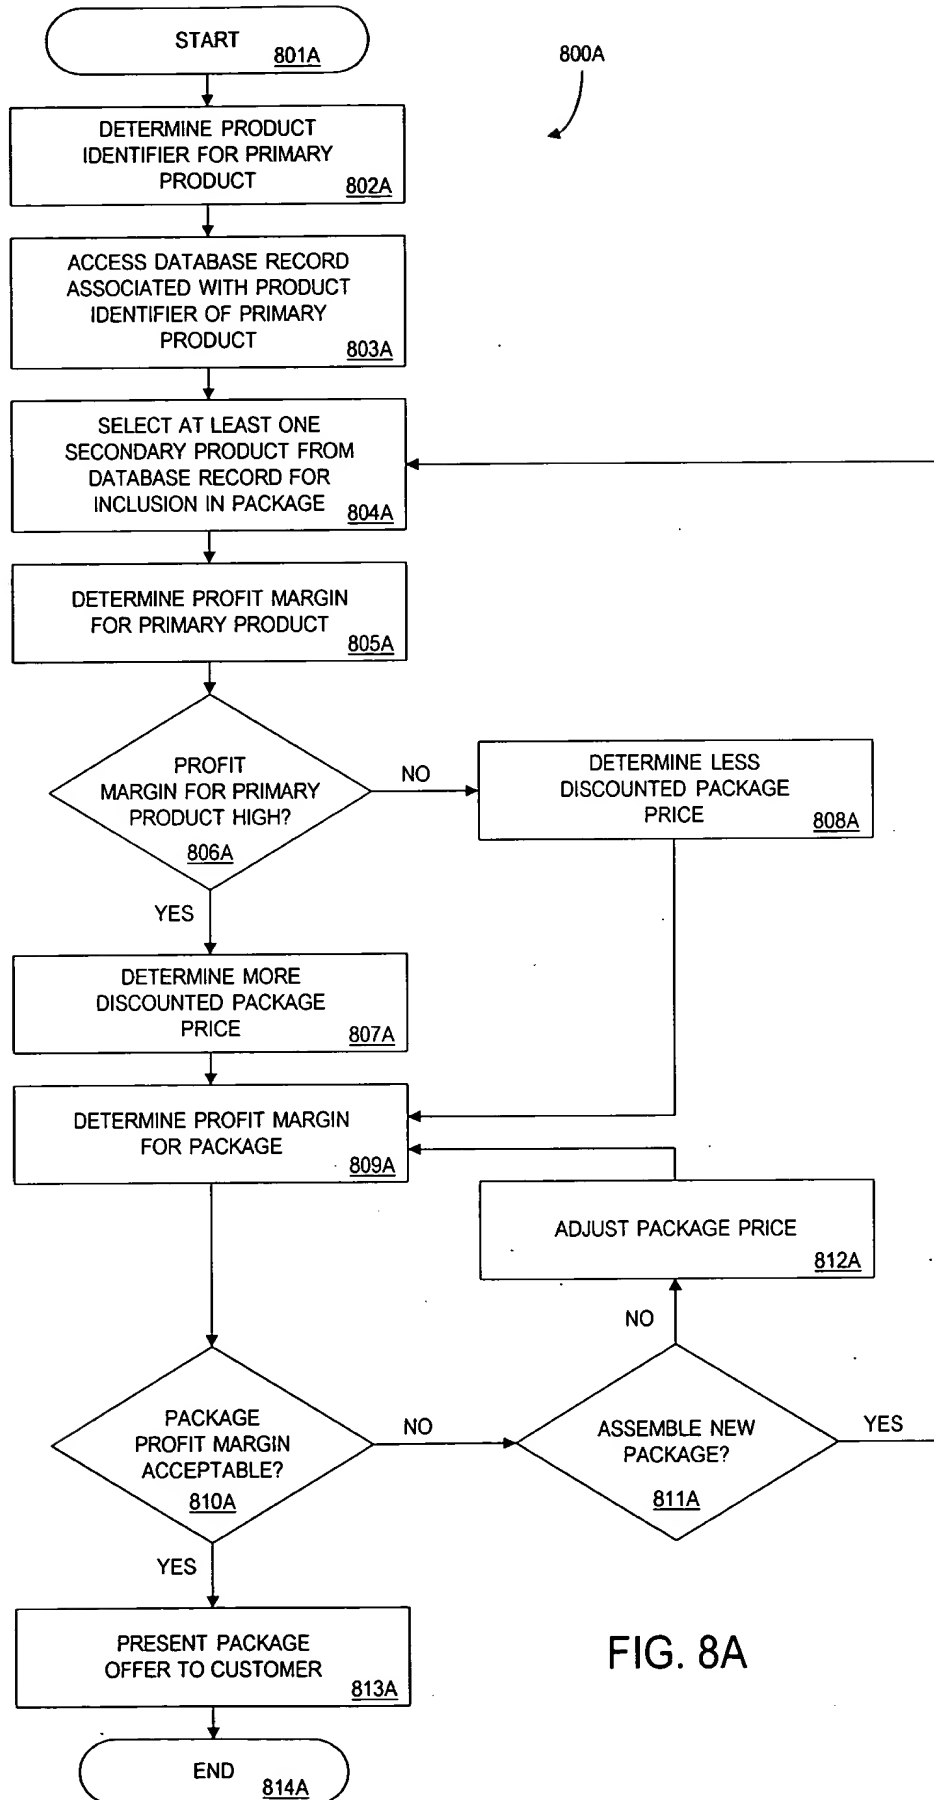 START
801A
800A
DETERMINE PRODUCT
IDENTIFIER FOR PRIMARY
PRODUCT
802A
ACCESS DATABASE RECORD
ASSOCIATED WITH PRODUCT
IDENTIFIER OF PRIMARY
PRODUCT
803A
SELECT AT LEAST ONE
SECONDARY PRODUCT FROM
DATABASE RECORD FOR
INCLUSION IN PACKAGE
804A
DETERMINE PROFIT MARGIN
FOR PRIMARY PRODUCT
805A
PROFIT
MARGIN FOR PRIMARY
PRODUCT HIGH?
806A
NO
DETERMINE LESS
DISCOUNTED PACKAGE
PRICE
808A
YES
DETERMINE MORE
DISCOUNTED PACKAGE
PRICE
807A
DETERMINE PROFIT MARGIN
FOR PACKAGE
809A
ADJUST PACKAGE PRICE
812A
NO
PACKAGE
PROFIT MARGIN
ACCEPTABLE?
810A
NO
ASSEMBLE NEW
PACKAGE?
811A
YES
YES
PRESENT PACKAGE
OFFER TO CUSTOMER
813A
FIG. 8A
END
814A